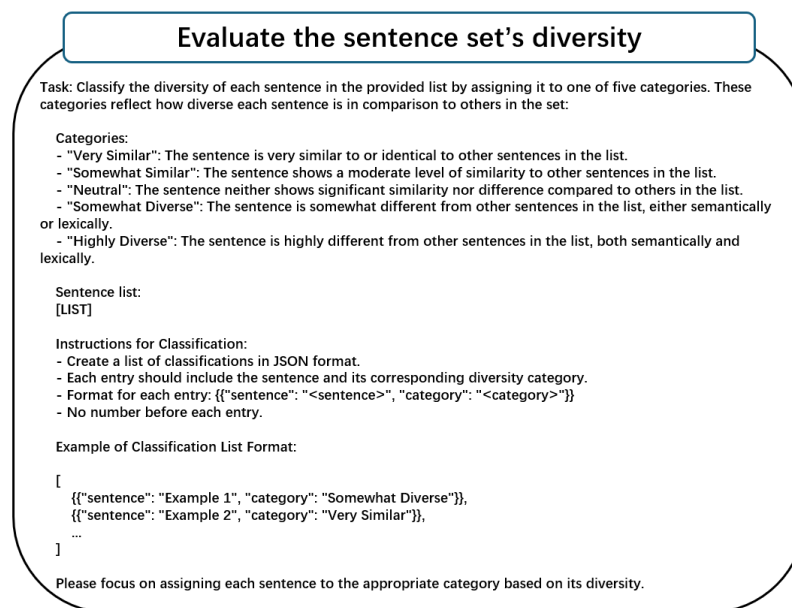 Evaluate the sentence set’s diversity
Task: Classify the diversity of each sentence in the provided list by assigning it to one of five categories. These
categories reflect how diverse each sentence is in comparison to others in the set:
Categories:
- "Very Similar": The sentence is very similar to or identical to other sentences in the list.
- "Somewhat Similar": The sentence shows a moderate level of similarity to other sentences in the list.
- "Neutral": The sentence neither shows significant similarity nor difference compared to others in the list.
- "Somewhat Diverse": The sentence is somewhat different from other sentences in the list, either semantically
or lexically.
- "Highly Diverse": The sentence is highly different from other sentences in the list, both semantically and
lexically.
Sentence list:
[LIST]
Instructions for Classification:
- Create a list of classifications in JSON format.
- Each entry should include the sentence and its corresponding diversity category.
- Format for each entry: {{"sentence": "<sentence>", "category": "<category>"}}
- No number before each entry.
Example of Classification List Format:
[
{{"sentence": "Example 1", "category": "Somewhat Diverse"}},
{{"sentence": "Example 2", "category": "Very Similar"}},
...
]
Please focus on assigning each sentence to the appropriate category based on its diversity.